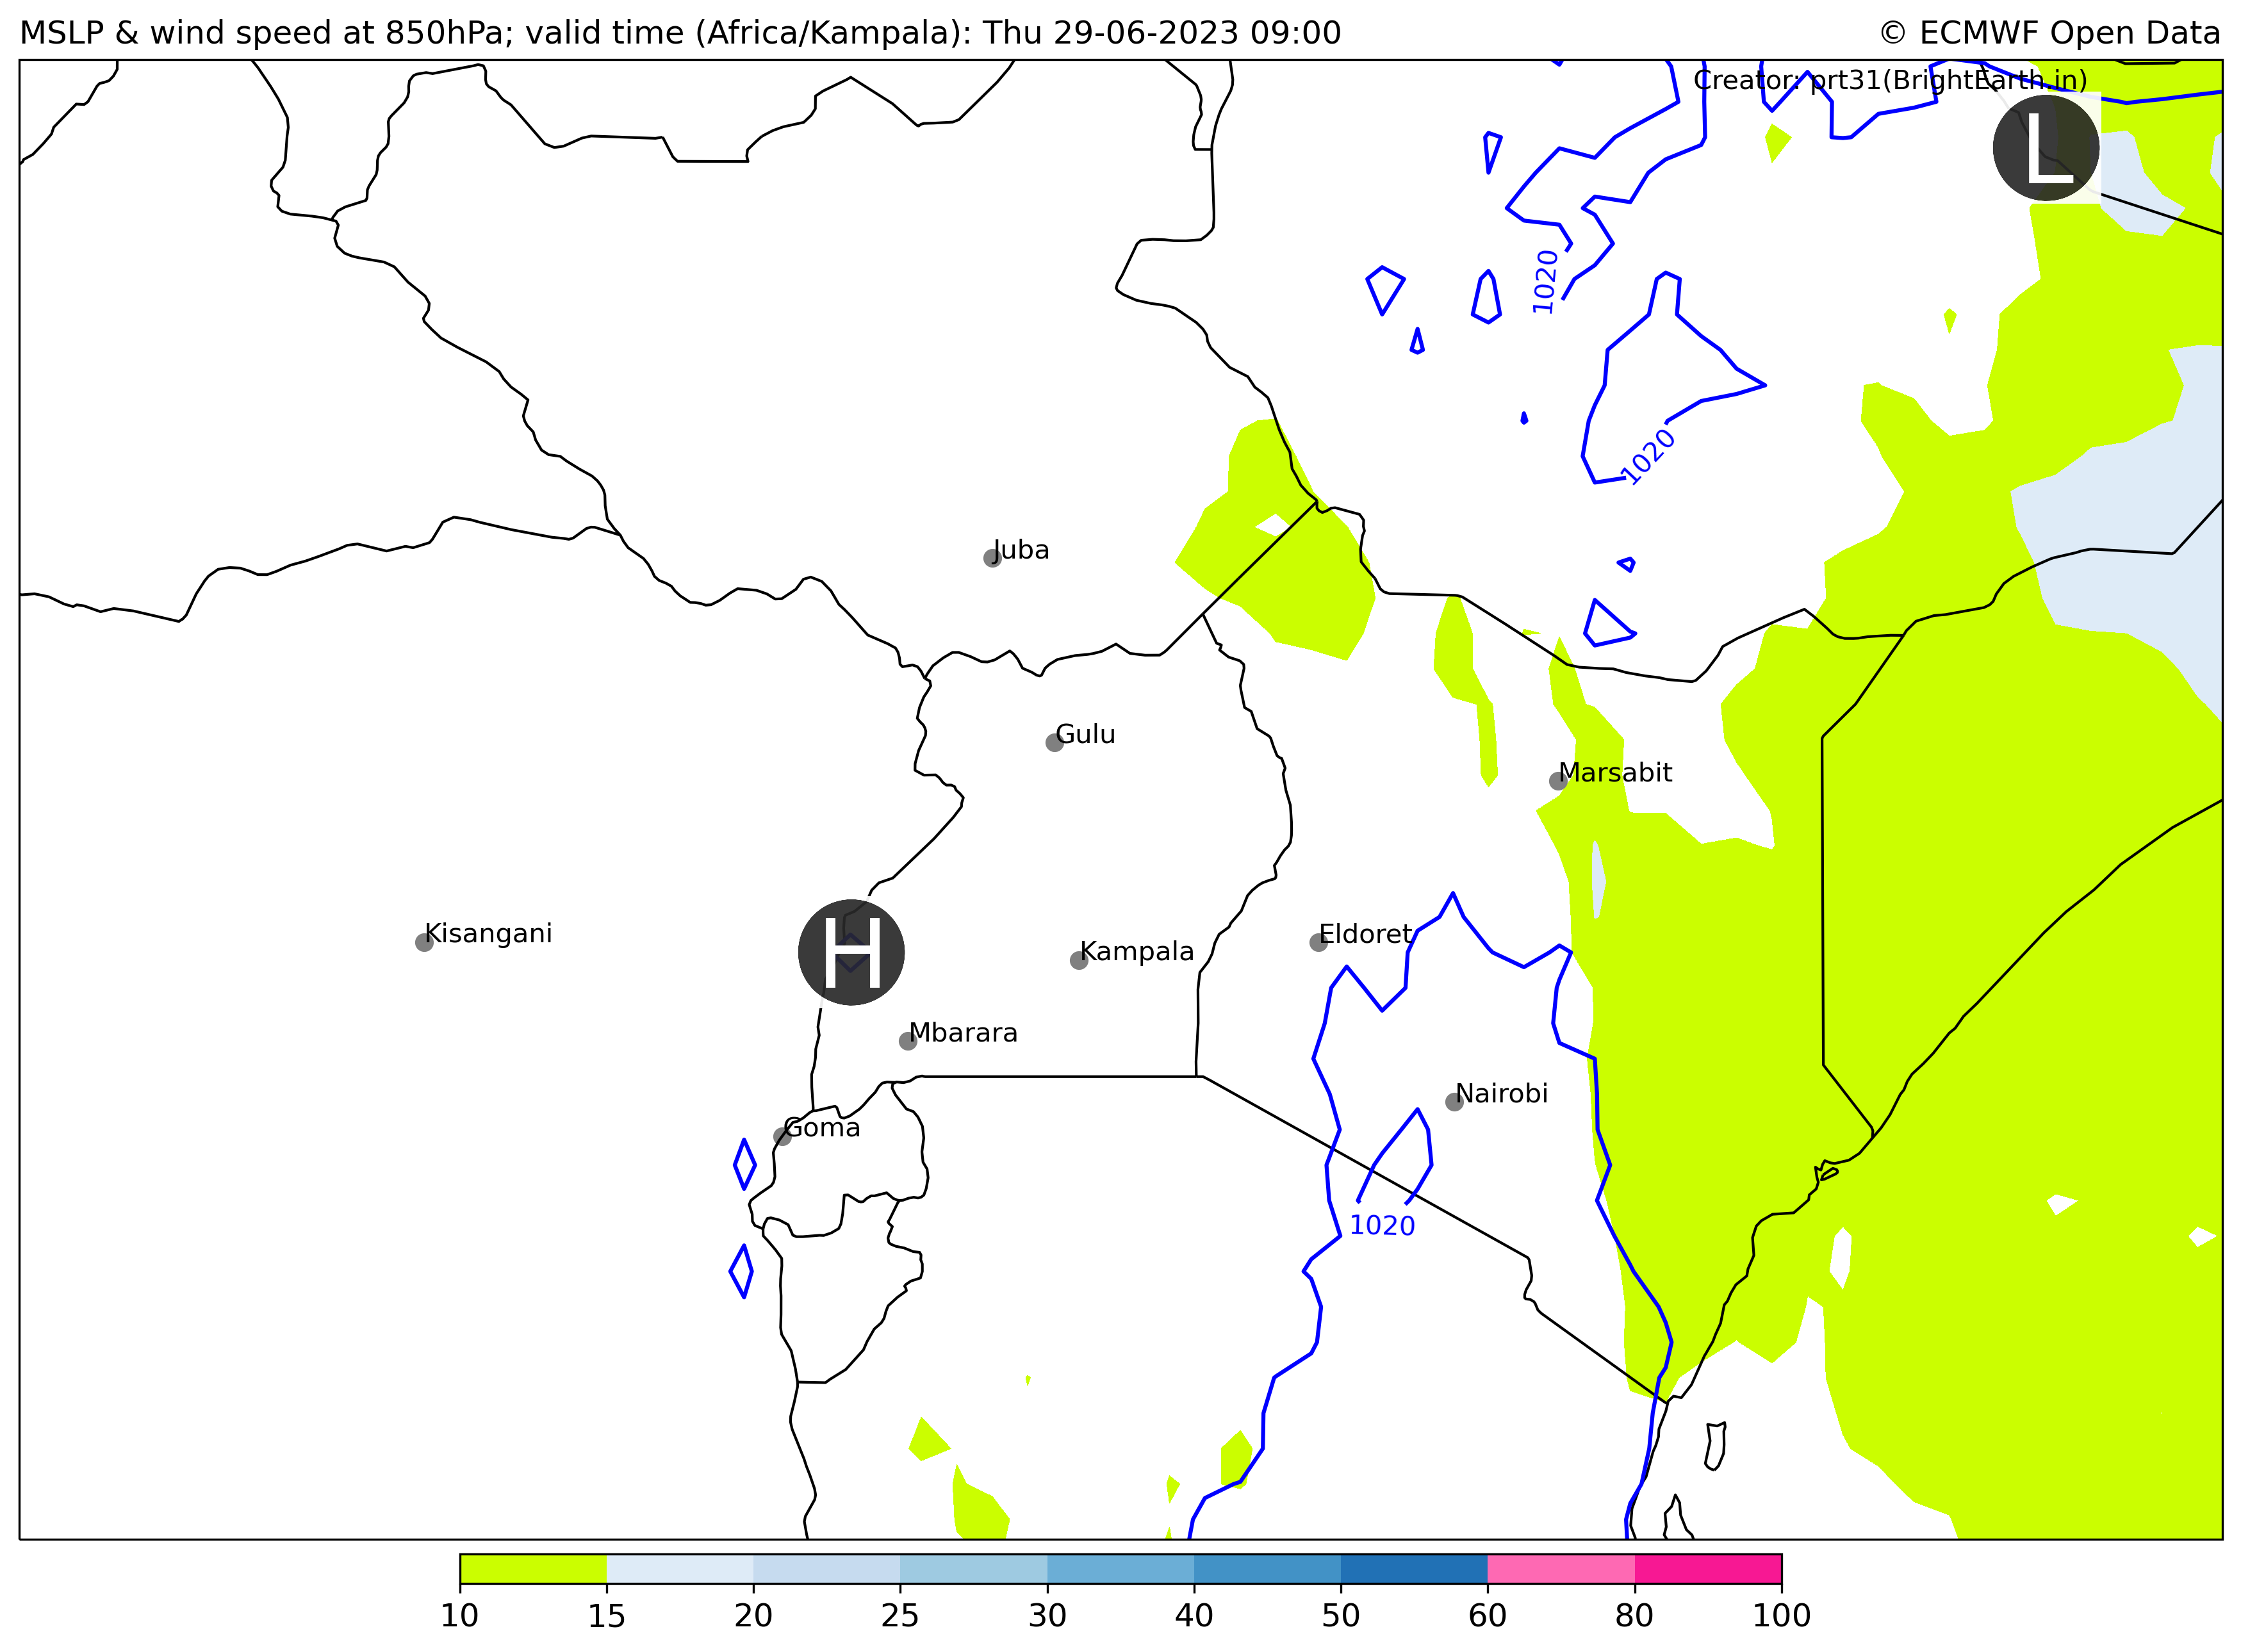 MSLP & wind speed at 850hPa; valid time (Africa/Kampala): Thu 29-06-2023 09:00
© ECMWF Open Data
Creator: prt31(BrightEarth.in)
L
1020
1020
Juba
Gulu
Marsabit
Kisangani
H
Kampala
Eldoret
Mbarara
Nairobi
Goma
1020
10 15 20 25 30 40 50 60 80 100